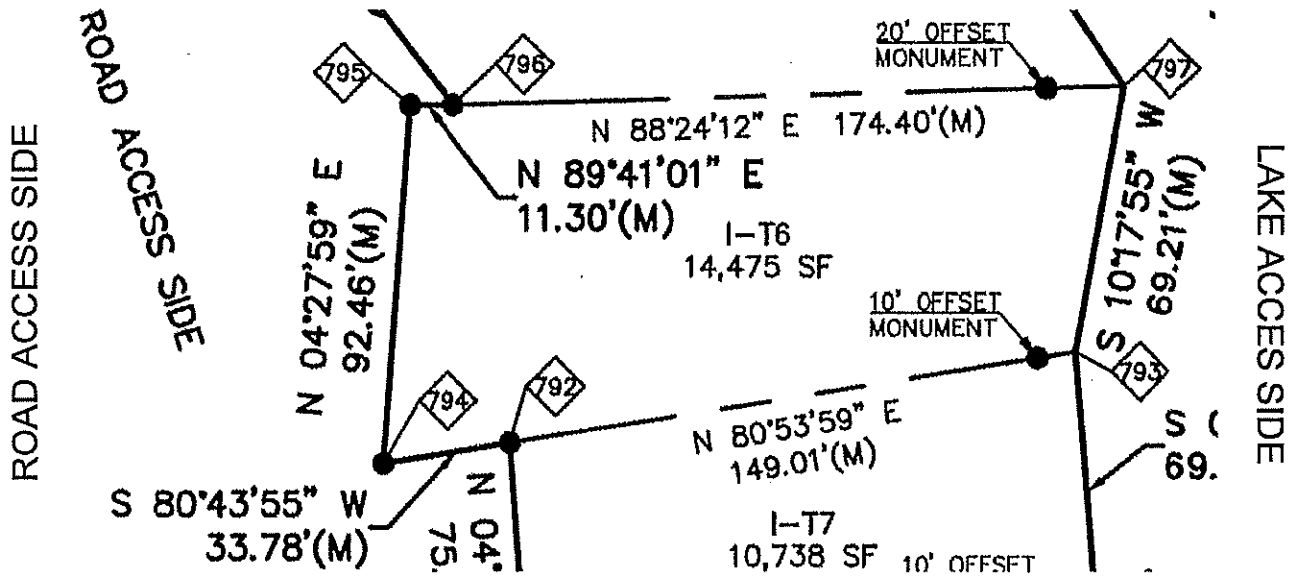 ROAD ACCESS SIDE
ROAD ACCESS SIDE
795
796
20' OFFSET
MONUMENT
797
N 88°24'12" E 174.40'(M)
N 89°41'01" E
11.30'(M)
N 04°27'59" E
92.46'(M)
I-T6
14,475 SF
S 10°17'55" W
69.21'(M)
LAKE ACCES SIDE
10' OFFSET
MONUMENT
794
792
793
N 80°53'59" E
149.01'(M)
S (
69.
S 80°43'55" W
33.78'(M)
N 04°
75.
I-T7
10,738 SF
10' OFFSET